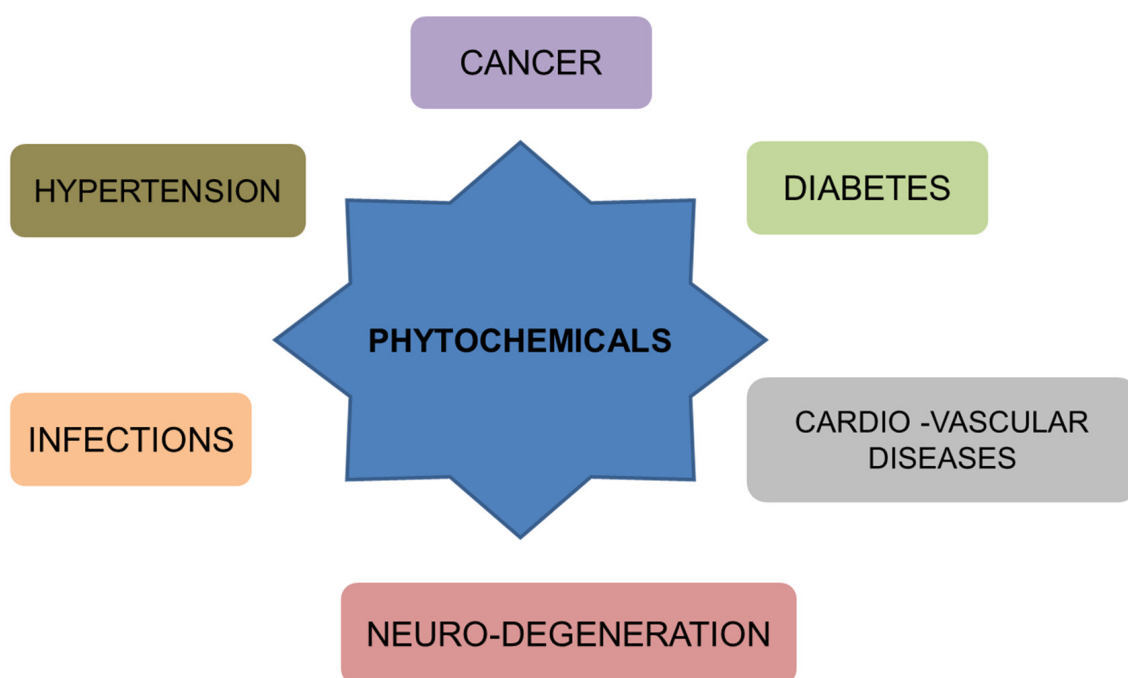 CANCER
HYPERTENSION
DIABETES
PHYTOCHEMICALS
INFECTIONS
CARDIO -VASCULAR
DISEASES
NEURO-DEGENERATION